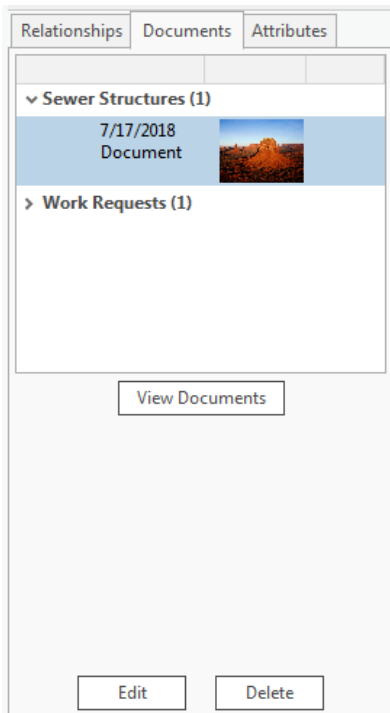 Relationships Documents Attributes
Sewer Structures (1)
7/17/2018
Document
Work Requests (1)
View Documents
Edit Delete